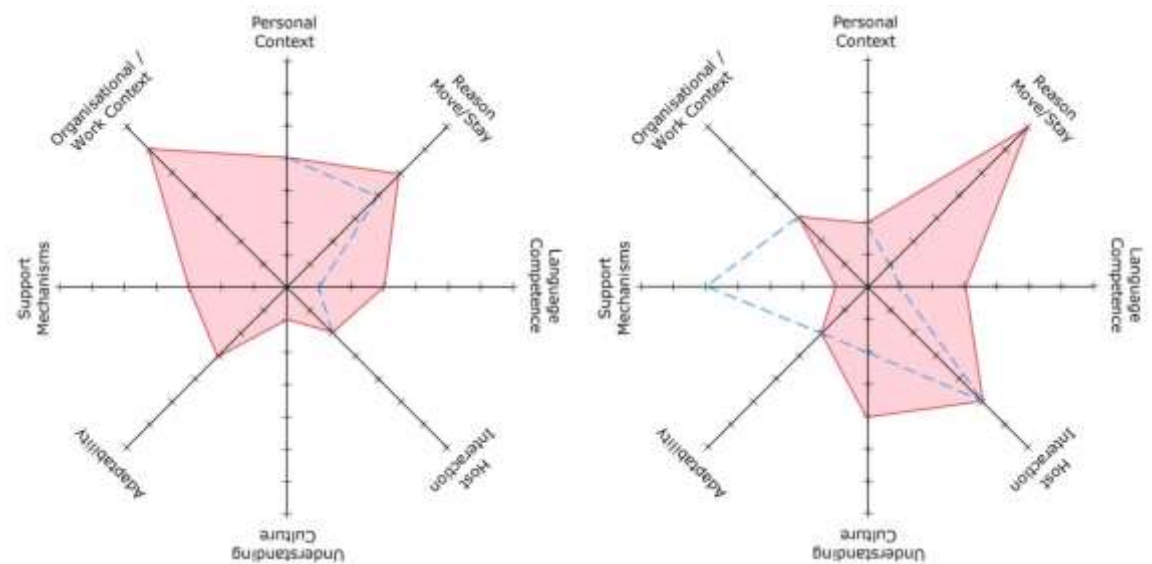 Personal
Context
Reason
Move/Stay
Language
Competence
Host
Interaction
Understanding
Culture
Adaptability
Support
Mechanisms
Organisational /
Work Context
Personal
Context
Reason
Move/Stay
Language
Competence
Host
Interaction
Understanding
Culture
Adaptability
Support
Mechanisms
Organisational /
Work Context